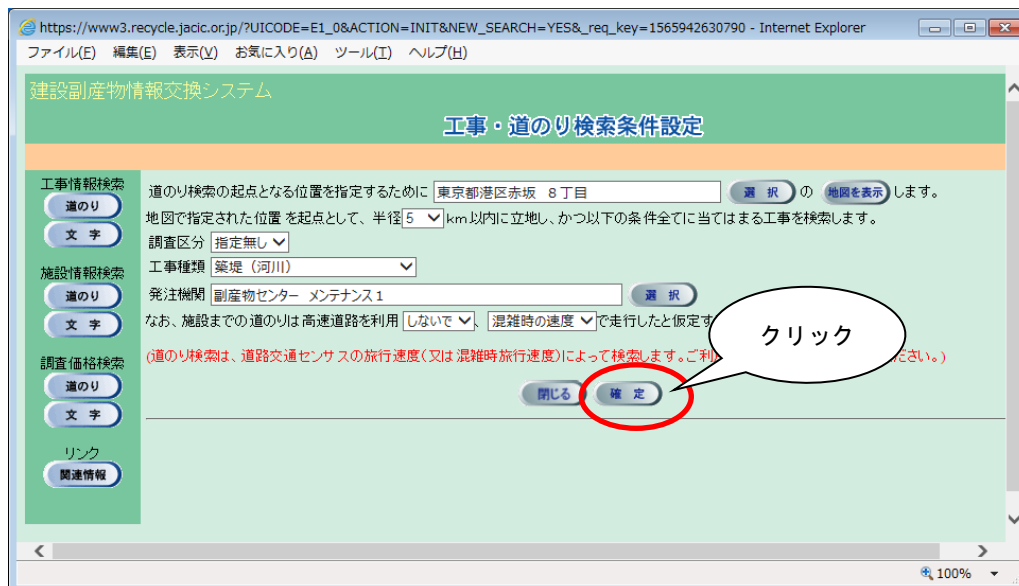 https://www3.recycle.jacic.or.jp/?UICODE=E1_0&ACTION=INIT&NEW_SEARCH=YES&_req_key=1565942630790 - Internet Explorer
ファイル(F) 編集(E) 表示(V) お気に入り(A) ツール(T) ヘルプ(H)
建設副産物情報交換システム
工事・道のり検索条件設定
工事情報検索
道のり
文 字
施設情報検索
道のり
文 字
調査価格検索
道のり
文 字
リンク
関連情報
道のり検索の起点となる位置を指定するために 東京都港区赤坂 8丁目 選 択 の 地図を表示 します。
地図で指定された位置 を起点として、半径 5 km以内に立地し、かつ以下の条件全てに当てはまる工事を検索します。
調査区分 指定無し
工事種類 築堤（河川）
発注機関 副産物センター メンテナンス１ 選 択
なお、施設までの道のりは高速道路を利用 しないで 、 混雑時の速度 で走行したと仮定す
クリック
(道のり検索は、道路交通センサスの旅行速度(又は混雑時旅行速度)によって検索します。ご利 ださい。)
閉じる 確 定
100%